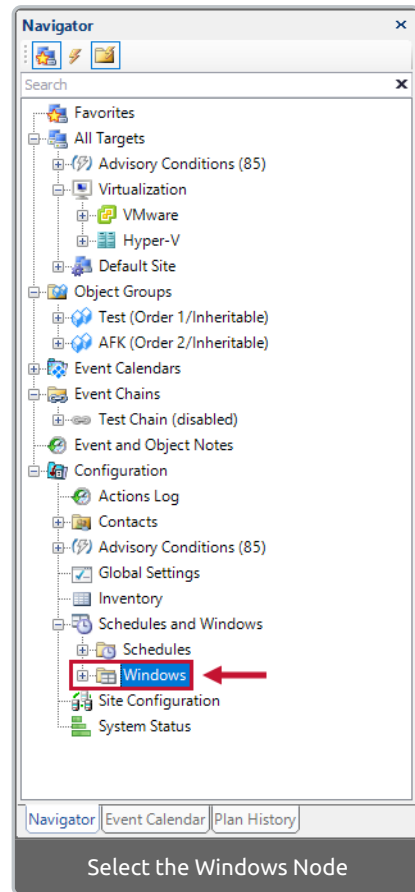 Navigator
Search
Favorites
All Targets
Advisory Conditions (85)
Virtualization
VMware
Hyper-V
Default Site
Object Groups
Test (Order 1/Inheritable)
AFK (Order 2/Inheritable)
Event Calendars
Event Chains
Test Chain (disabled)
Event and Object Notes
Configuration
Actions Log
Contacts
Advisory Conditions (85)
Global Settings
Inventory
Schedules and Windows
Schedules
Windows
Site Configuration
System Status
Navigator Event Calendar Plan History
Select the Windows Node